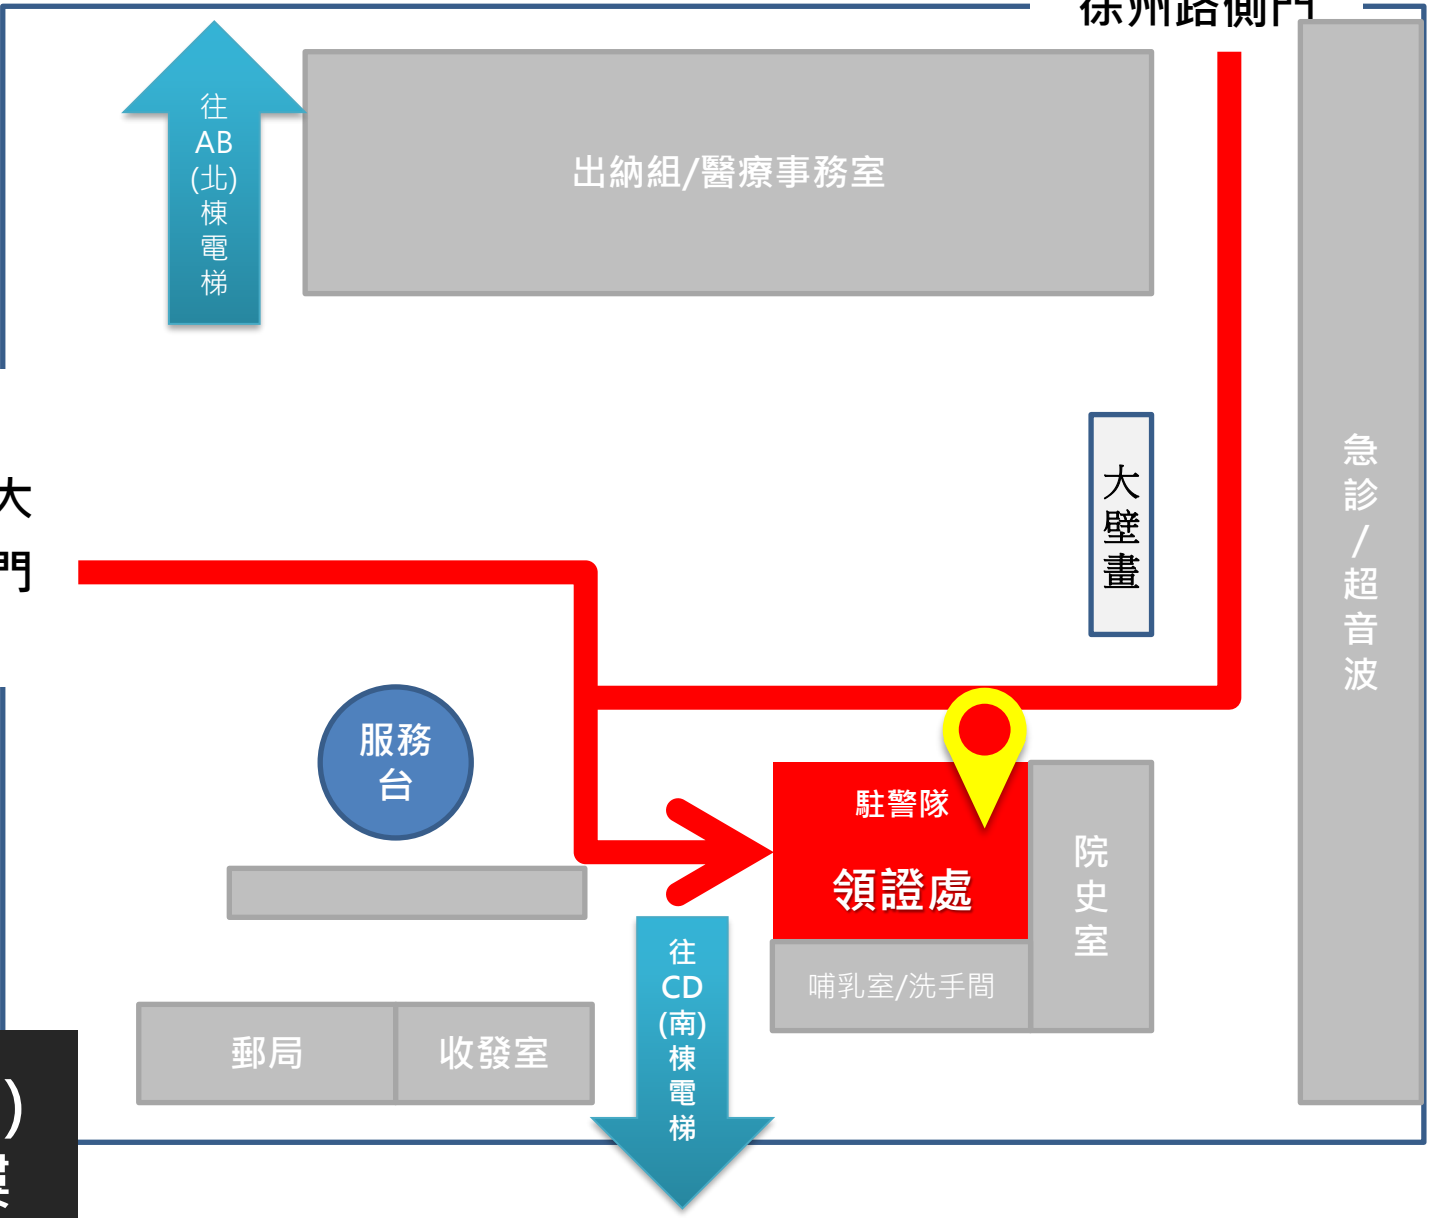 徐州路側門
往
AB
(北)
棟
電
梯
出納組/醫療事務室
急
診
/
超
音
波
大
壁
畫
大
門
服務
台
駐警隊
領證處
院
史
室
哺乳室/洗手間
往
CD
(南)
棟
電
梯
郵局
收發室
)